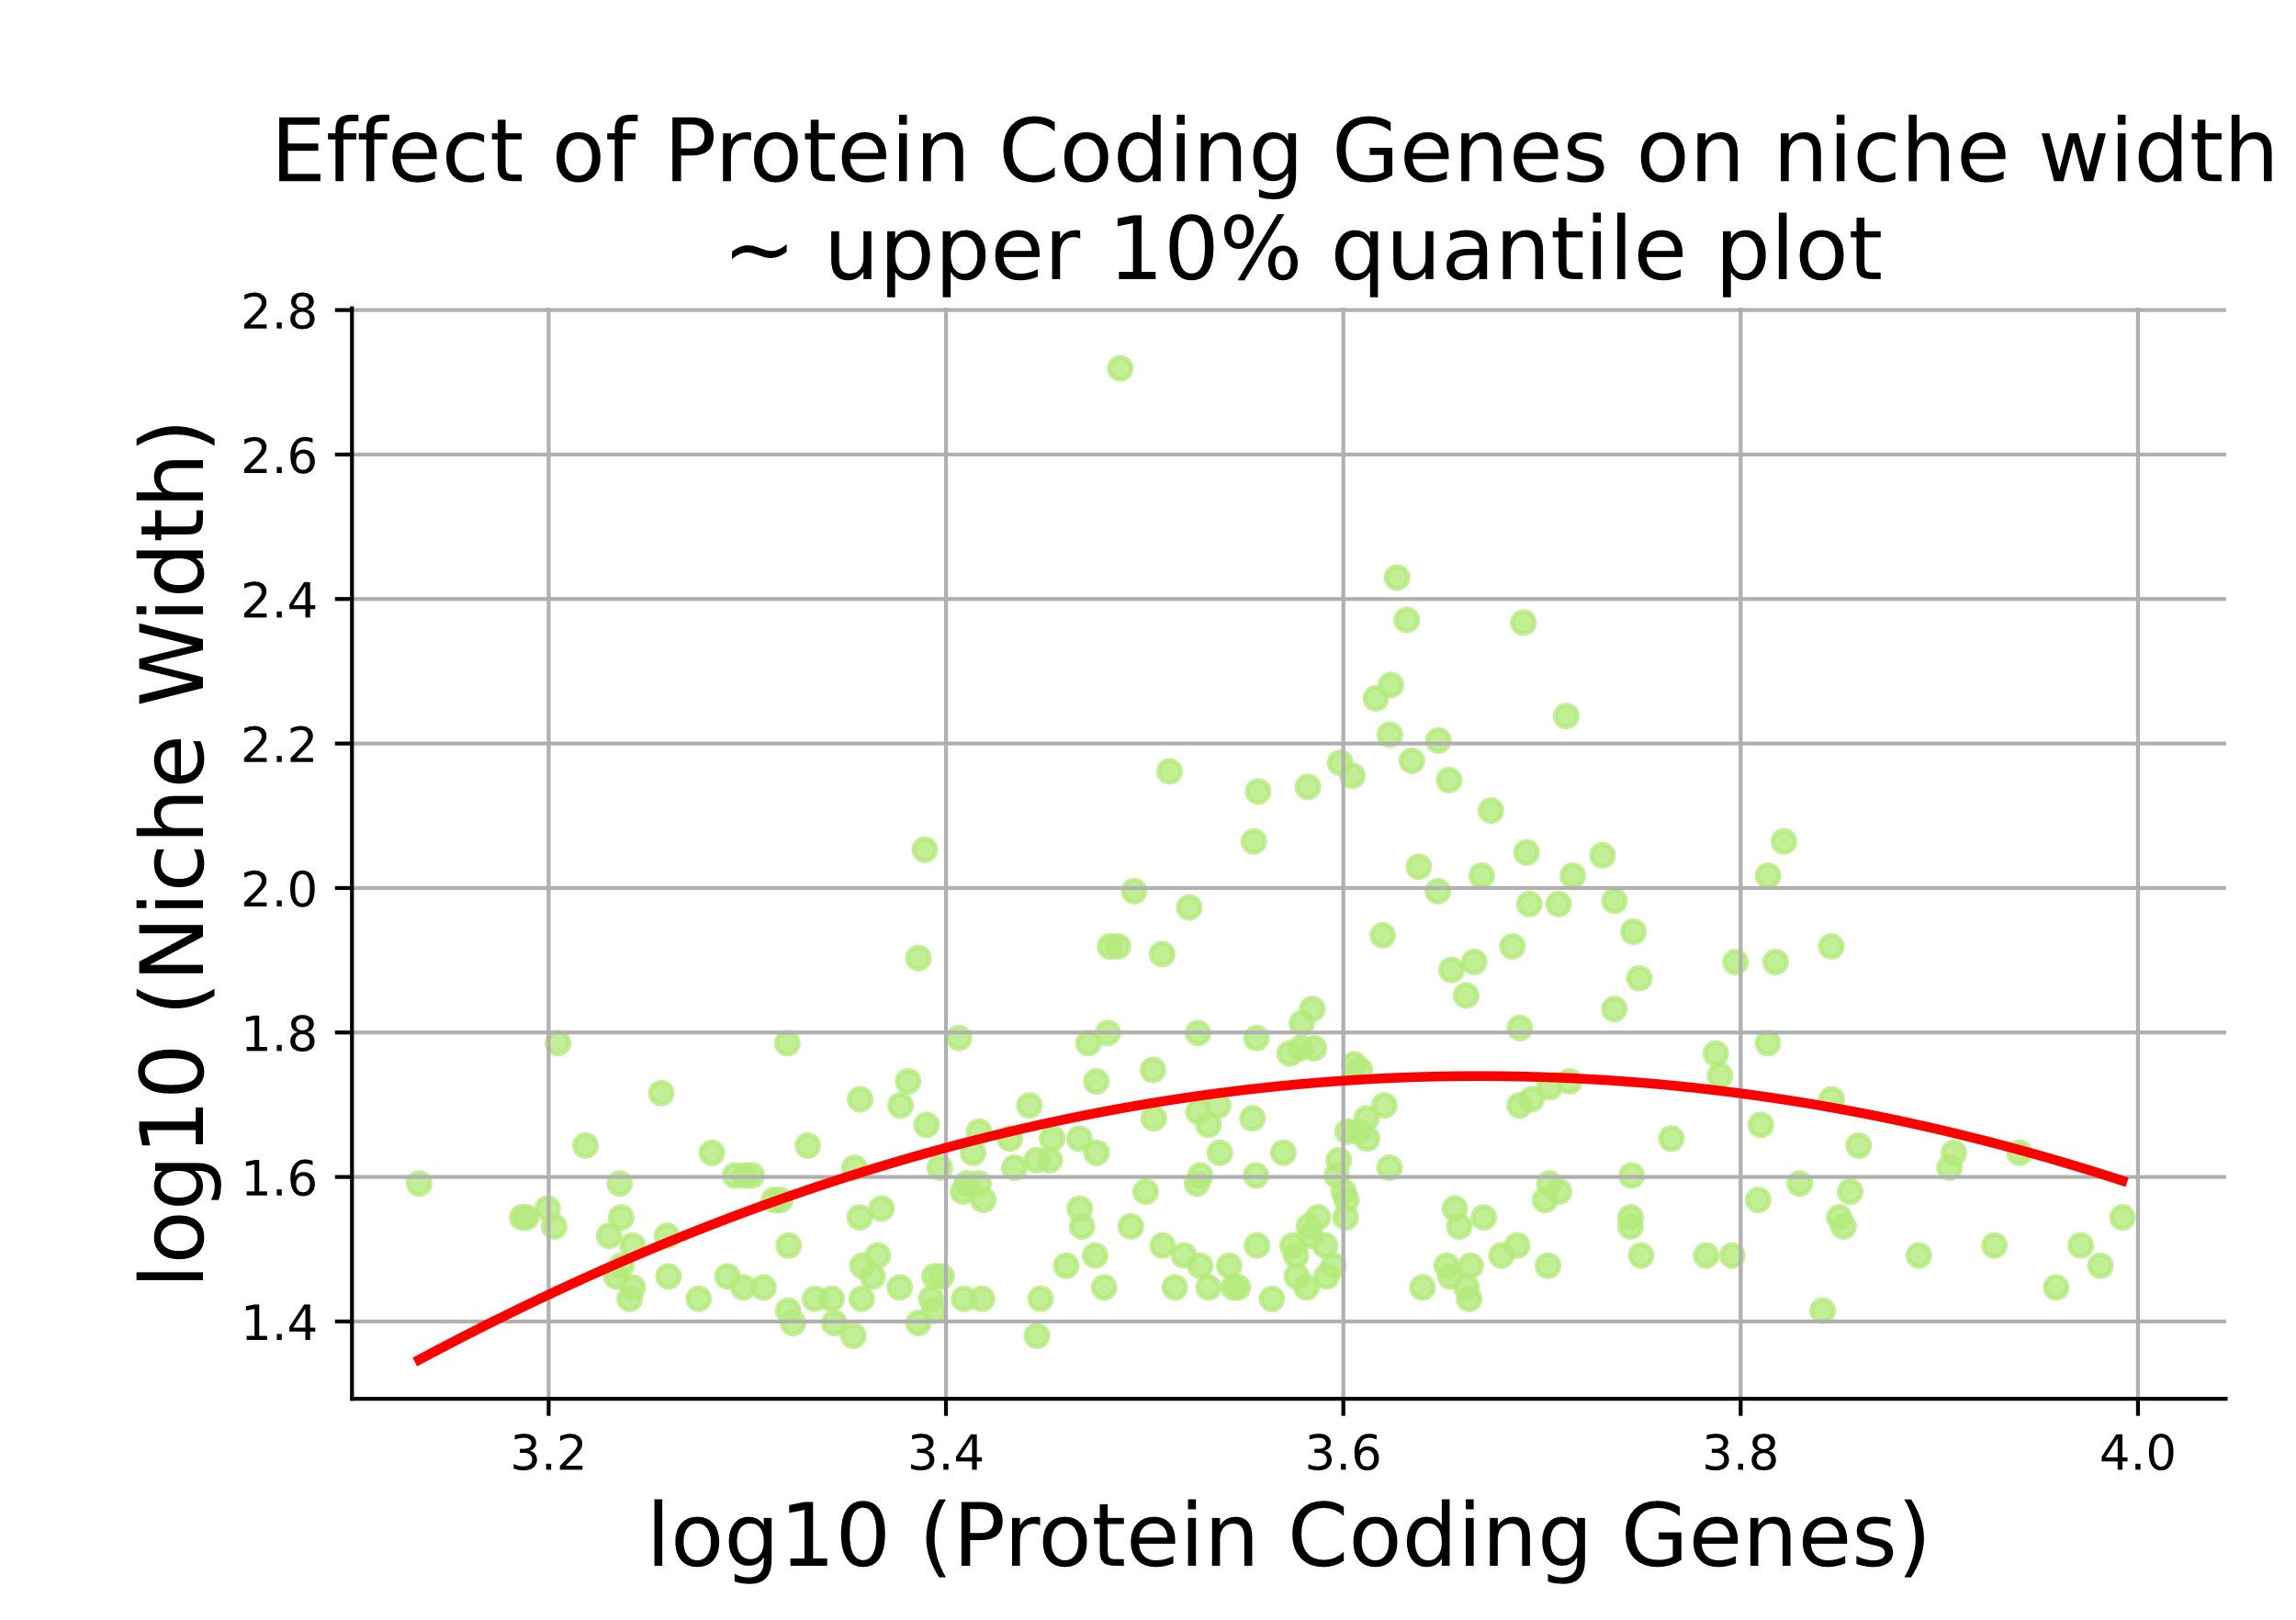 Effect of Protein Coding Genes on niche width
~ upper 10% quantile plot
2.8
2.6
2.4
2.2
2.0
1.8
1.6
1.4
log10 (Niche Width)
3.2 3.4 3.6 3.8 4.0
log10 (Protein Coding Genes)